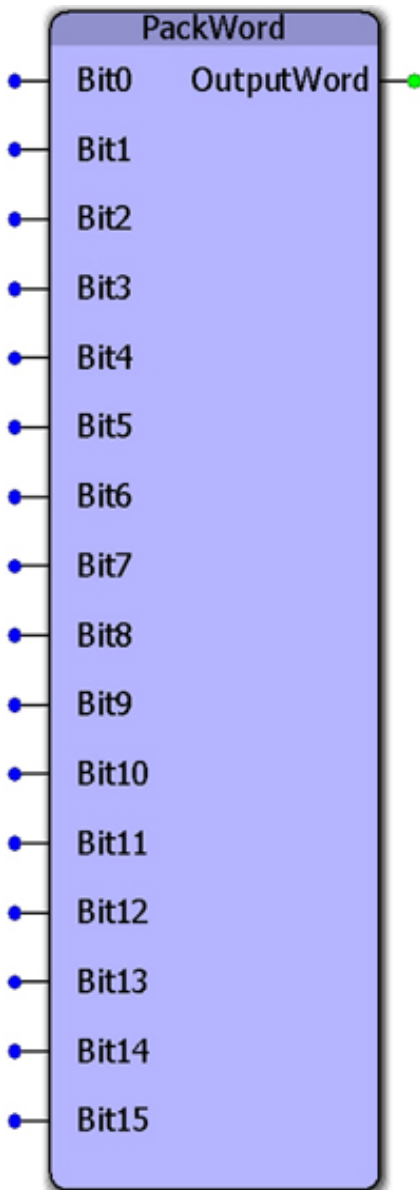 PackWord
Bit0 OutputWord
Bit1
Bit2
Bit3
Bit4
Bit5
Bit6
Bit7
Bit8
Bit9
Bit10
Bit11
Bit12
Bit13
Bit14
Bit15